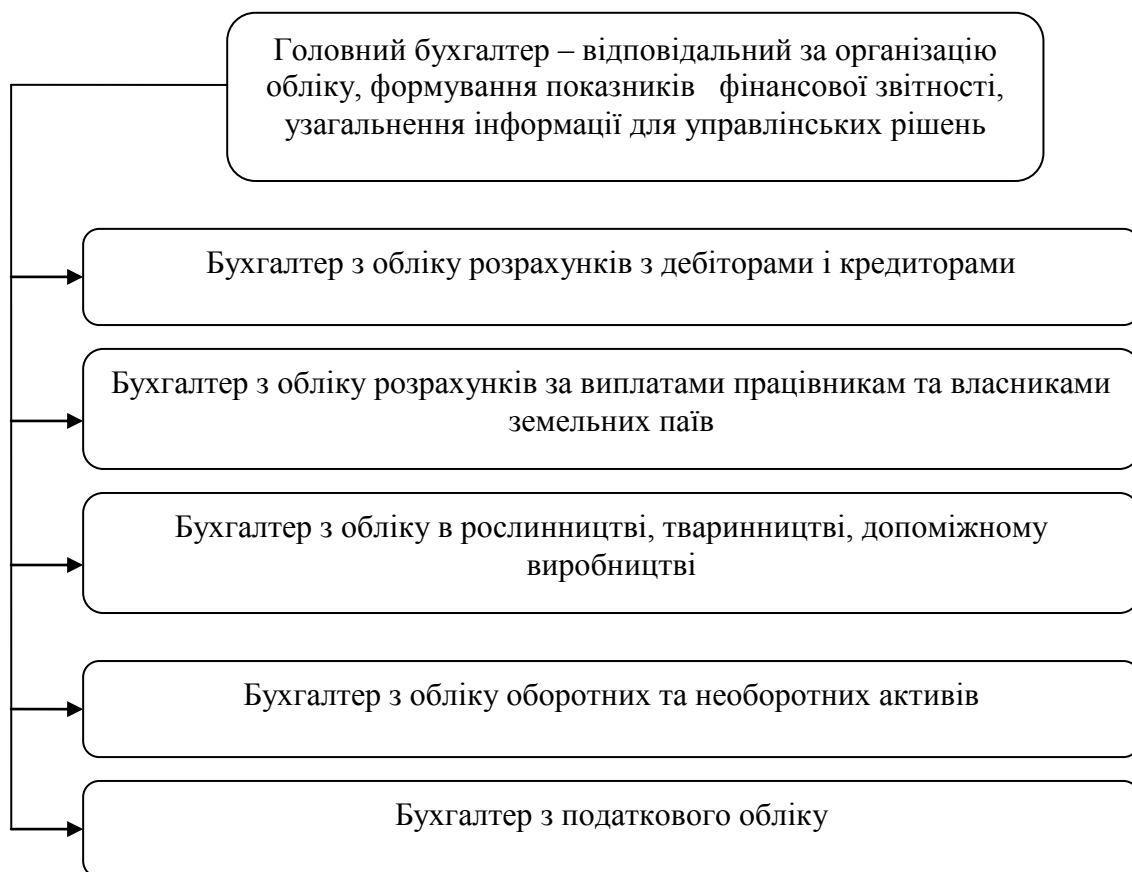 Головний бухгалтер – відповідальний за організацію
обліку, формування показників фінансової звітності,
узагальнення інформації для управлінських рішень
Бухгалтер з обліку розрахунків з дебіторами і кредиторами
Бухгалтер з обліку розрахунків за виплатами працівникам та власниками
земельних паїв
Бухгалтер з обліку в рослинництві, тваринництві, допоміжному
виробництві
Бухгалтер з обліку оборотних та необоротних активів
Бухгалтер з податкового обліку